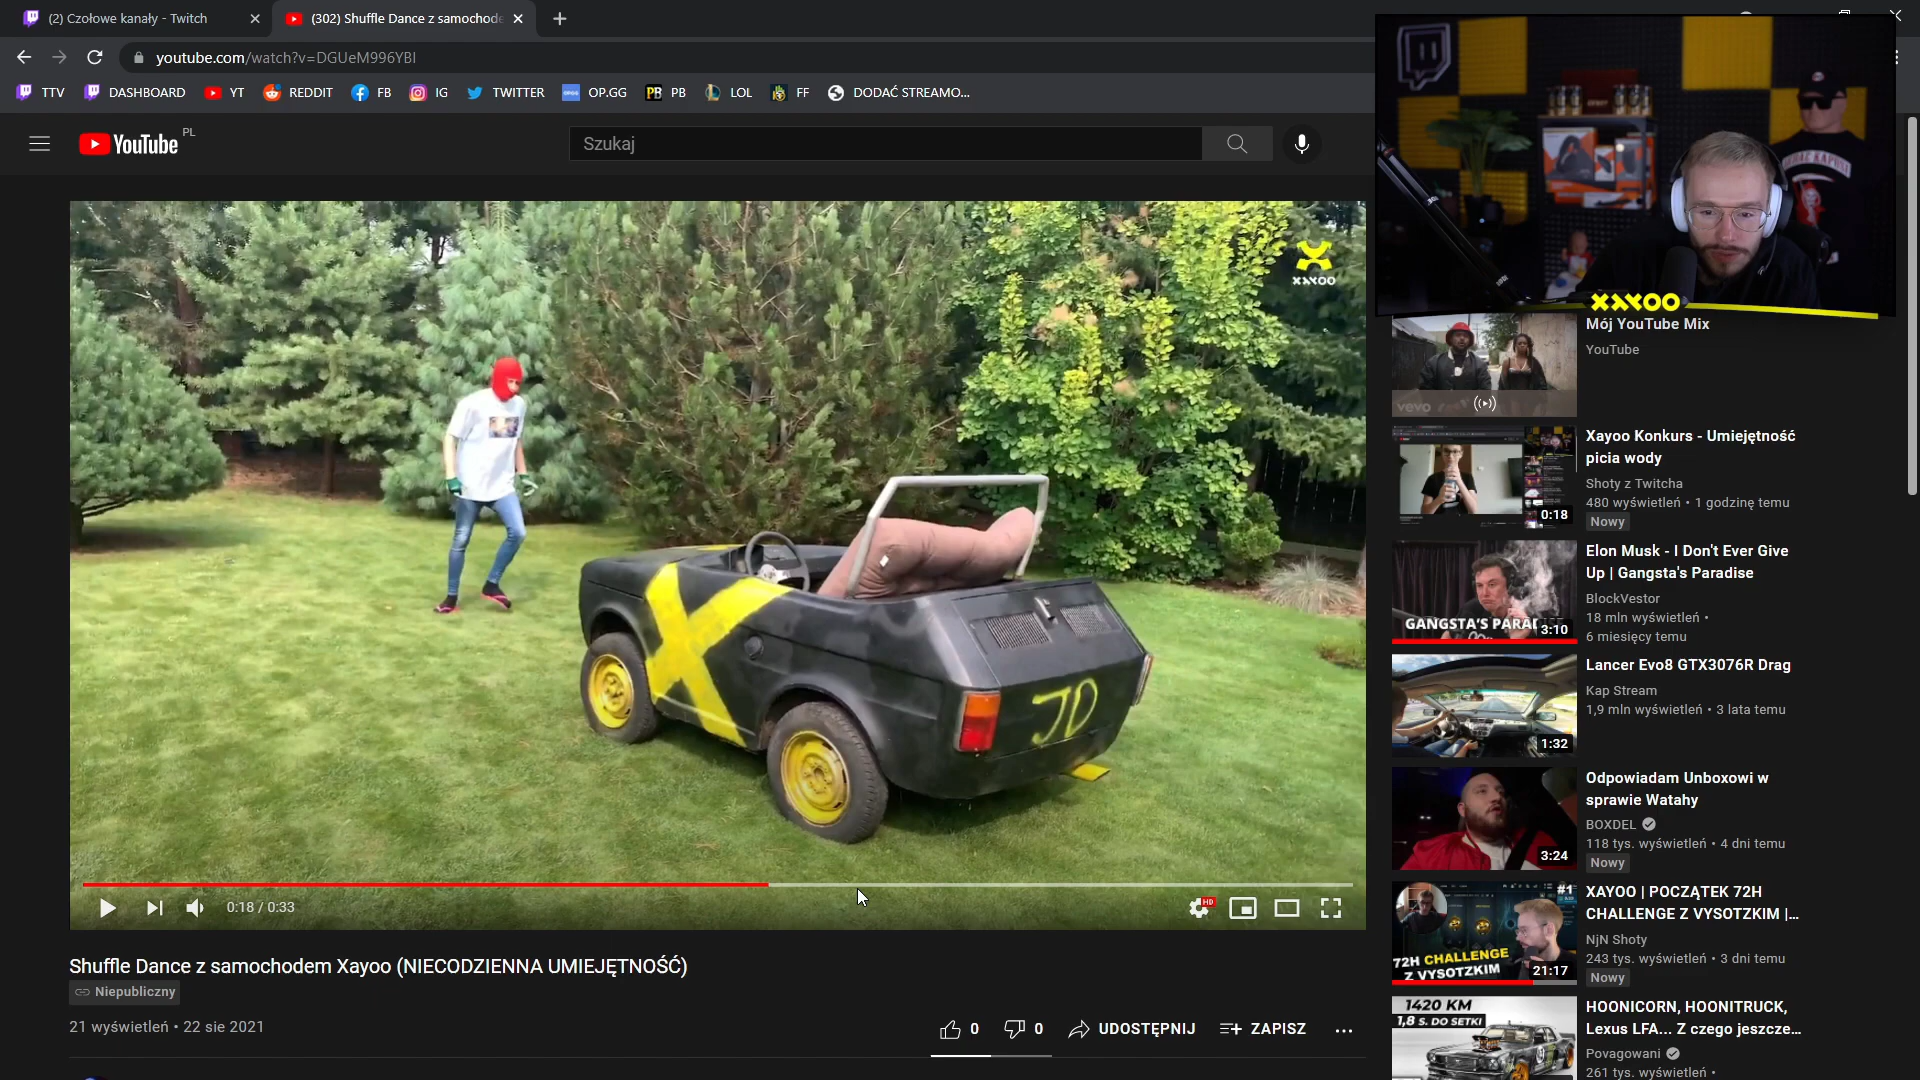 (2) Czołowe kanały - Twitch
(302) Shuffle Dance z samochode
youtube.com/watch?v=DGUeM996YBI
TTV
DASHBOARD
YT
REDDIT
FB
IG
TWITTER
OP.GG
PB
LOL
FF
DODAĆ STREAMO...
YouTube
PL
Szukaj
XAYOO
JD
XAYOO
0:18 / 0:33
HD
Shuffle Dance z samochodem Xayoo (NIECODZIENNA UMIEJĘTNOŚĆ)
Niepubliczny
21 wyświetleń • 22 sie 2021
0
0
UDOSTĘPNIJ
ZAPISZ
vevo
Mój YouTube Mix
YouTube
0:18
Xayoo Konkurs - Umiejętność
picia wody
Shoty z Twitcha
480 wyświetleń • 1 godzinę temu
Nowy
GANGSTA'S
3:10
Elon Musk - I Don't Ever Give
Up | Gangsta's Paradise
BlockVestor
18 mln wyświetleń •
6 miesięcy temu
1:32
Lancer Evo8 GTX3076R Drag
Kap Stream
1,9 mln wyświetleń • 3 lata temu
3:24
Odpowiadam Unboxowi w
sprawie Watahy
BOXDEL
118 tys. wyświetleń • 4 dni temu
Nowy
#1
72H CHALLENGE
Z VYSOTZKIM
21:17
XAYOO | POCZĄTEK 72H
CHALLENGE Z VYSOTZKIM |...
NjN Shoty
243 tys. wyświetleń • 3 dni temu
Nowy
1420 KM
1,8 S. DO SETKI
HOONICORN, HOONITRUCK,
Lexus LFA... Z czego jeszcze...
Povagowani
261 tys. wyświetleń •